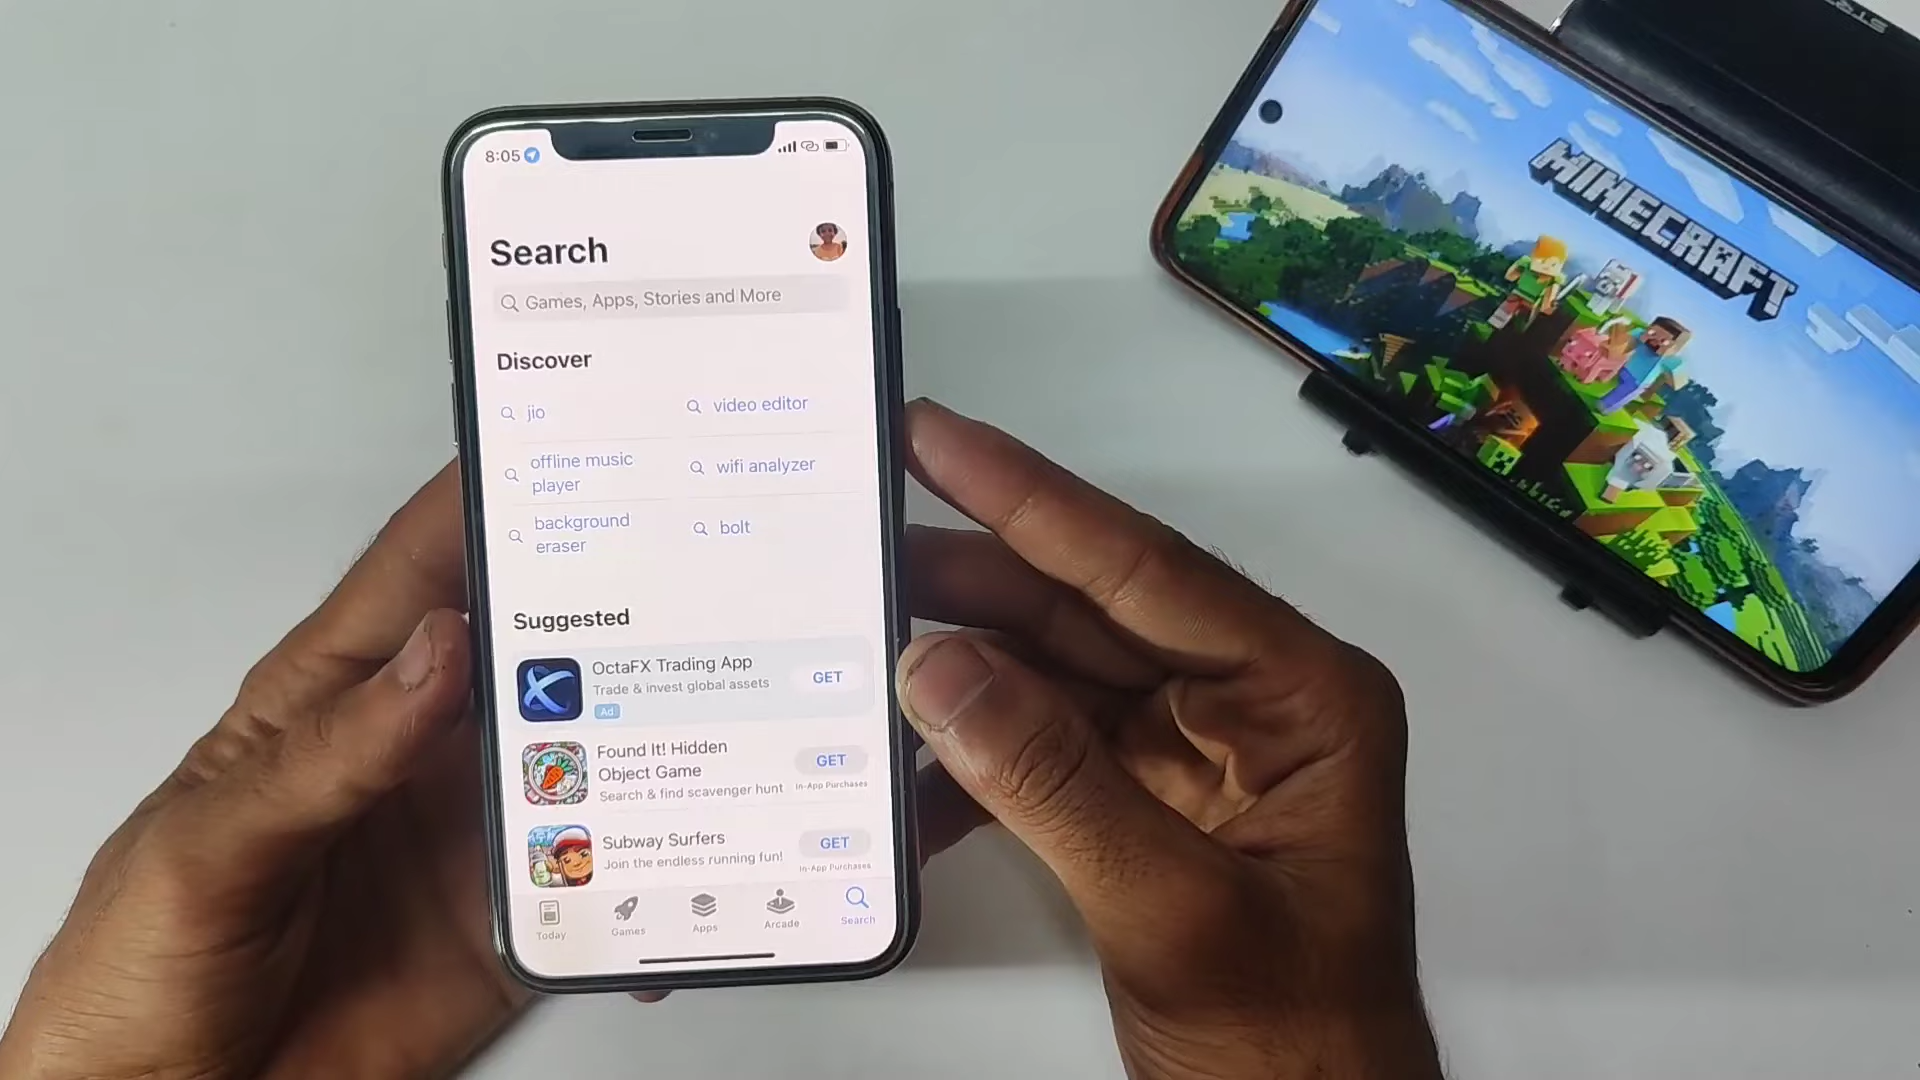 8:05
Search
Games, Apps, Stories and More
Discover
jio
video editor
offline music
player
wifi analyzer
background
eraser
bolt
Suggested
OctaFX Trading App
Trade & invest global assets
Ad
GET
Found It! Hidden
Object Game
Search & find scavenger hunt
GET
In-App Purchases
Subway Surfers
Join the endless running fun!
GET
In-App Purchases
Today
Games
Apps
Arcade
Search
MINECRAFT